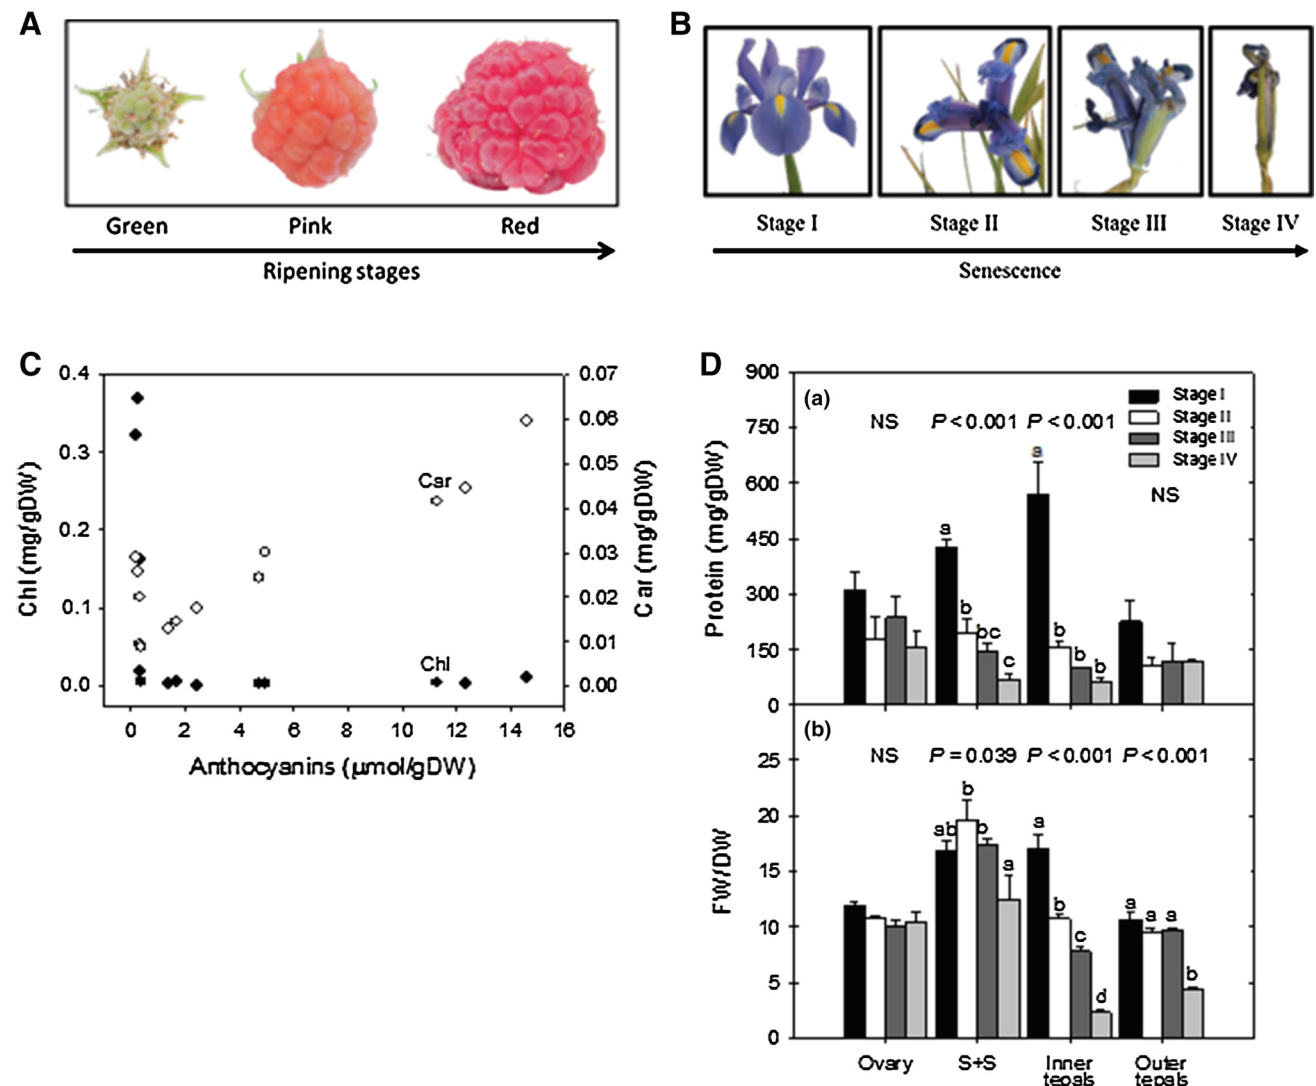 A
Green
Pink
Red
Ripening stages
B
Stage I
Stage II
Stage III
Stage IV
Senescence
C
0.4
0.3
0.2
0.1
0.0
Chl (mg/gDW)
0.07
0.06
0.05
0.04
0.03
0.02
0.01
0.00
Car (mg/gDW)
Car
Chl
0 2 4 6 8 10 12 14 16
Anthocyanins (µmol/gDW)
D
(a)
900
750
600
450
300
150
0
Protein (mg/gDW)
Stage I
Stage II
Stage III
Stage IV
NS P < 0.001 P < 0.001
NS
a b bc c
a b b b
(b)
25
20
15
10
5
0
FW/DW
NS P = 0.039 P < 0.001 P < 0.001
ab b b a
a b c d
a a a b
Ovary
S+S
Inner
tepals
Outer
tepals